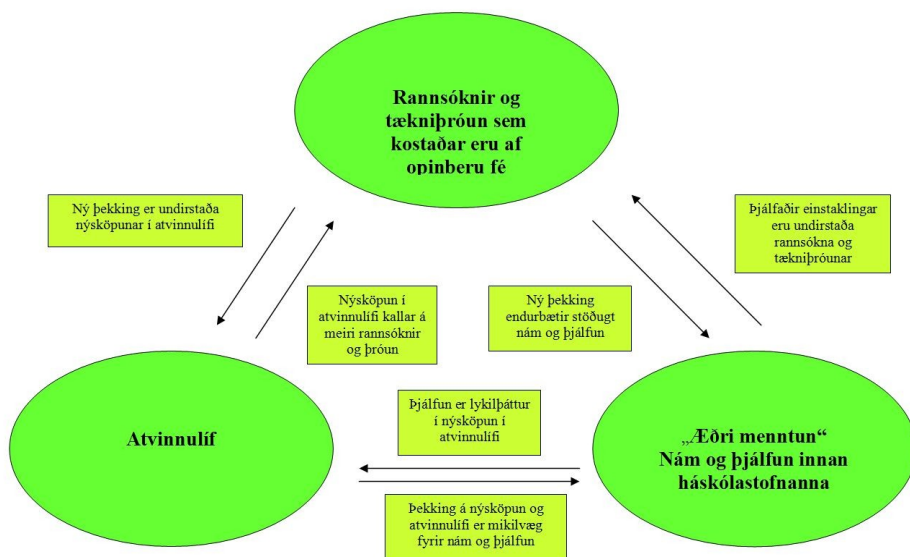 Rannsóknir og
tækniþróun sem
kostaðar eru af
opinberu fé
Ný þekking er undirstaða
nýsköpunar í atvinnulífi
Þjálfaðir einstaklingar
eru undirstaða
rannsókna og
tækniþróunar
Nýsköpun í
atvinnulífi kallar á
meiri rannsóknir
og þróun
Ný þekking
endurbætir stöðugt
nám og þjálfun
Atvinnulíf
Þjálfun er lykilþáttur
í nýsköpun í
atvinnulífi
„Æðri menntun“
Nám og þjálfun innan
háskólastofnanna
Þekking á nýsköpun og
atvinnulífi er mikilvæg
fyrir nám og þjálfun